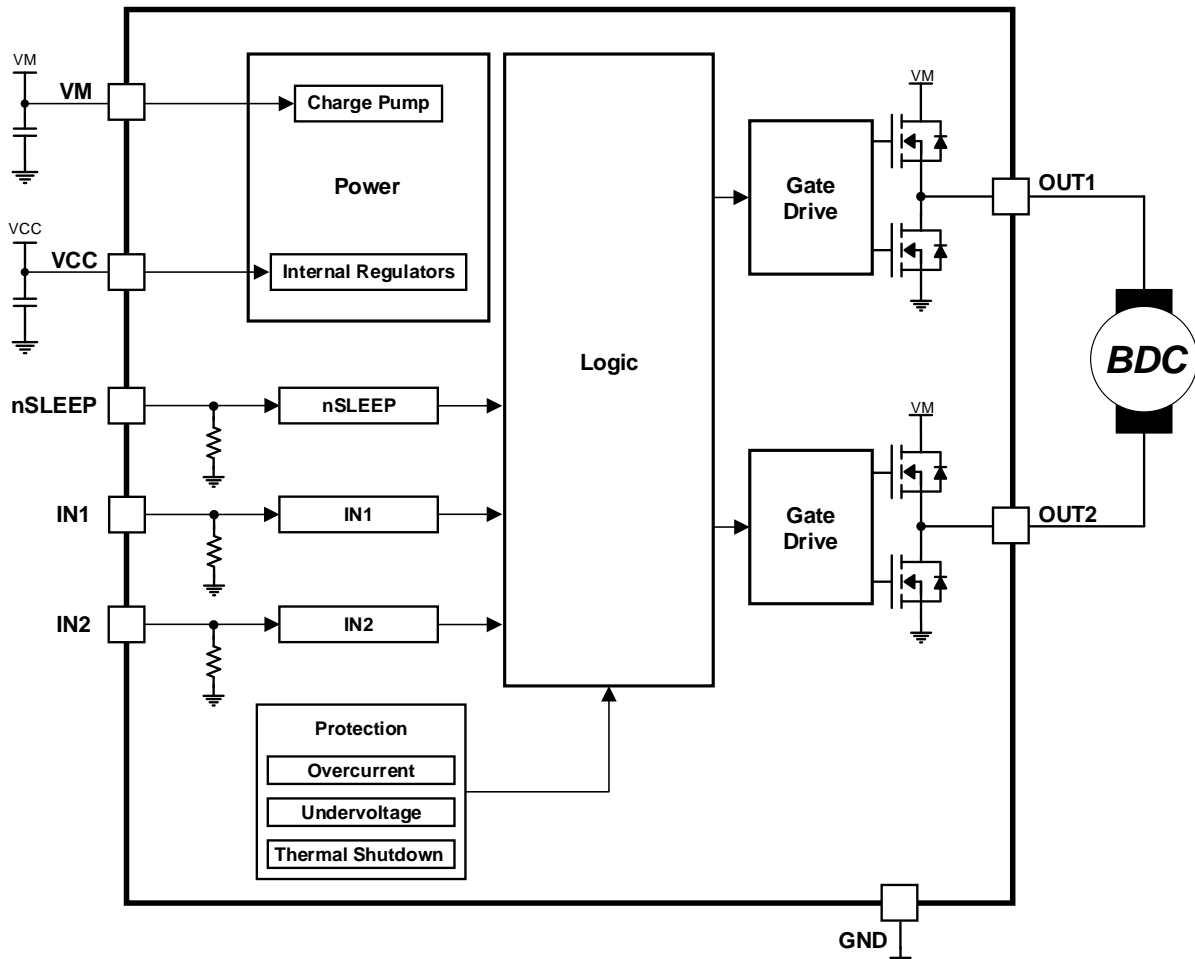 VM
VM
Charge Pump
Power
VCC
VCC
Internal Regulators
nSLEEP
nSLEEP
IN1
IN1
IN2
IN2
Protection
Overcurrent
Undervoltage
Thermal Shutdown
Logic
VM
Gate
Drive
OUT1
BDC
VM
Gate
Drive
OUT2
GND